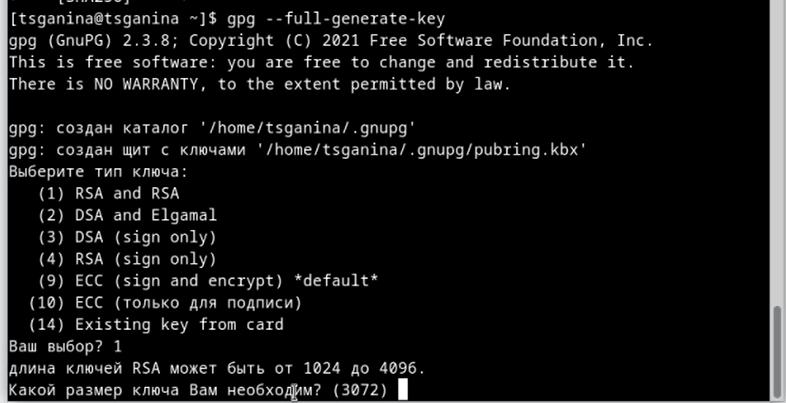 [tsganina@tsganina ~]$ gpg --full-generate-key
gpg (GnuPG) 2.3.8; Copyright (C) 2021 Free Software Foundation, Inc.
This is free software: you are free to change and redistribute it.
There is NO WARRANTY, to the extent permitted by law.
gpg: создан каталог '/home/tsganina/.gnupg'
gpg: создан щит с ключами '/home/tsganina/.gnupg/pubring.kbx'
Выберите тип ключа:
(1) RSA and RSA
(2) DSA and Elgamal
(3) DSA (sign only)
(4) RSA (sign only)
(9) ECC (sign and encrypt) *default*
(10) ECC (только для подписи)
(14) Existing key from card
Ваш выбор? 1
длина ключей RSA может быть от 1024 до 4096.
Какой размер ключа Вам необходим? (3072)